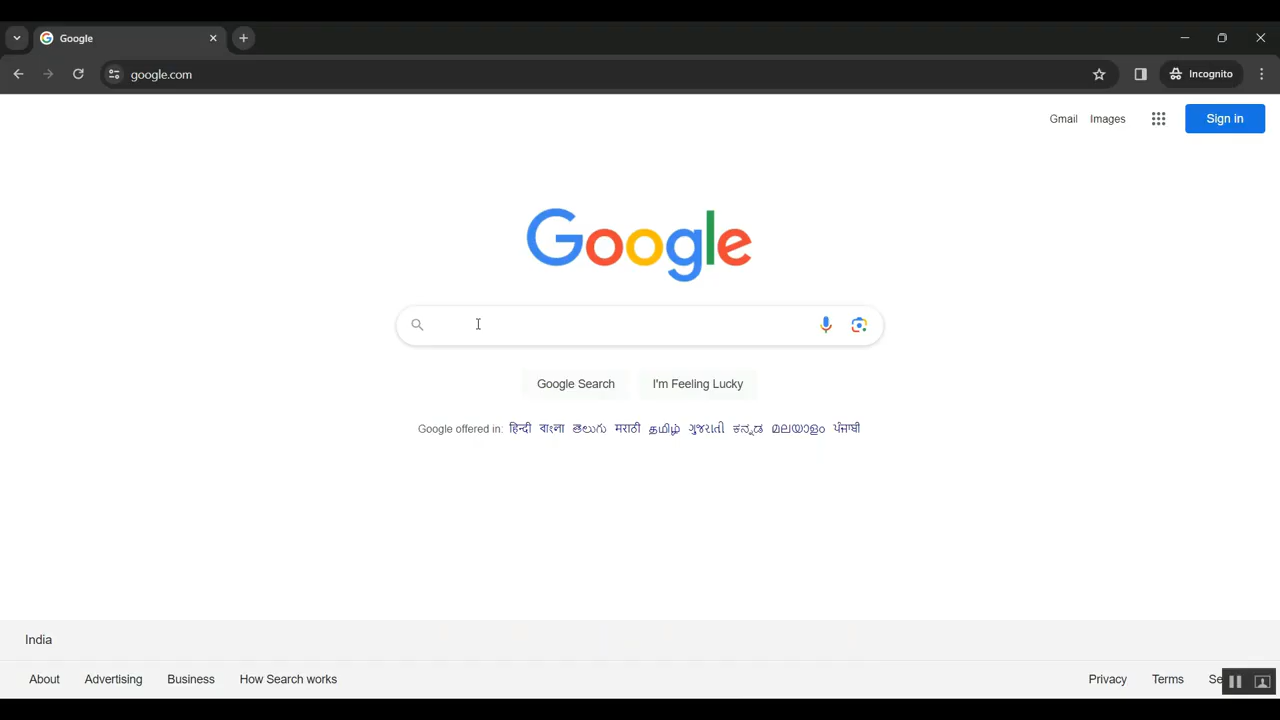 Google
google.com
Incognito
Gmail Images
Sign in
Google
Google Search I'm Feeling Lucky
Google offered in: हिन्दी বাংলা తెలుగు मराठी தமிழ் ગુજરાતી ಕನ್ನಡ മലയാളം ਪੰਜਾਬੀ
India
About Advertising Business How Search works Privacy Terms